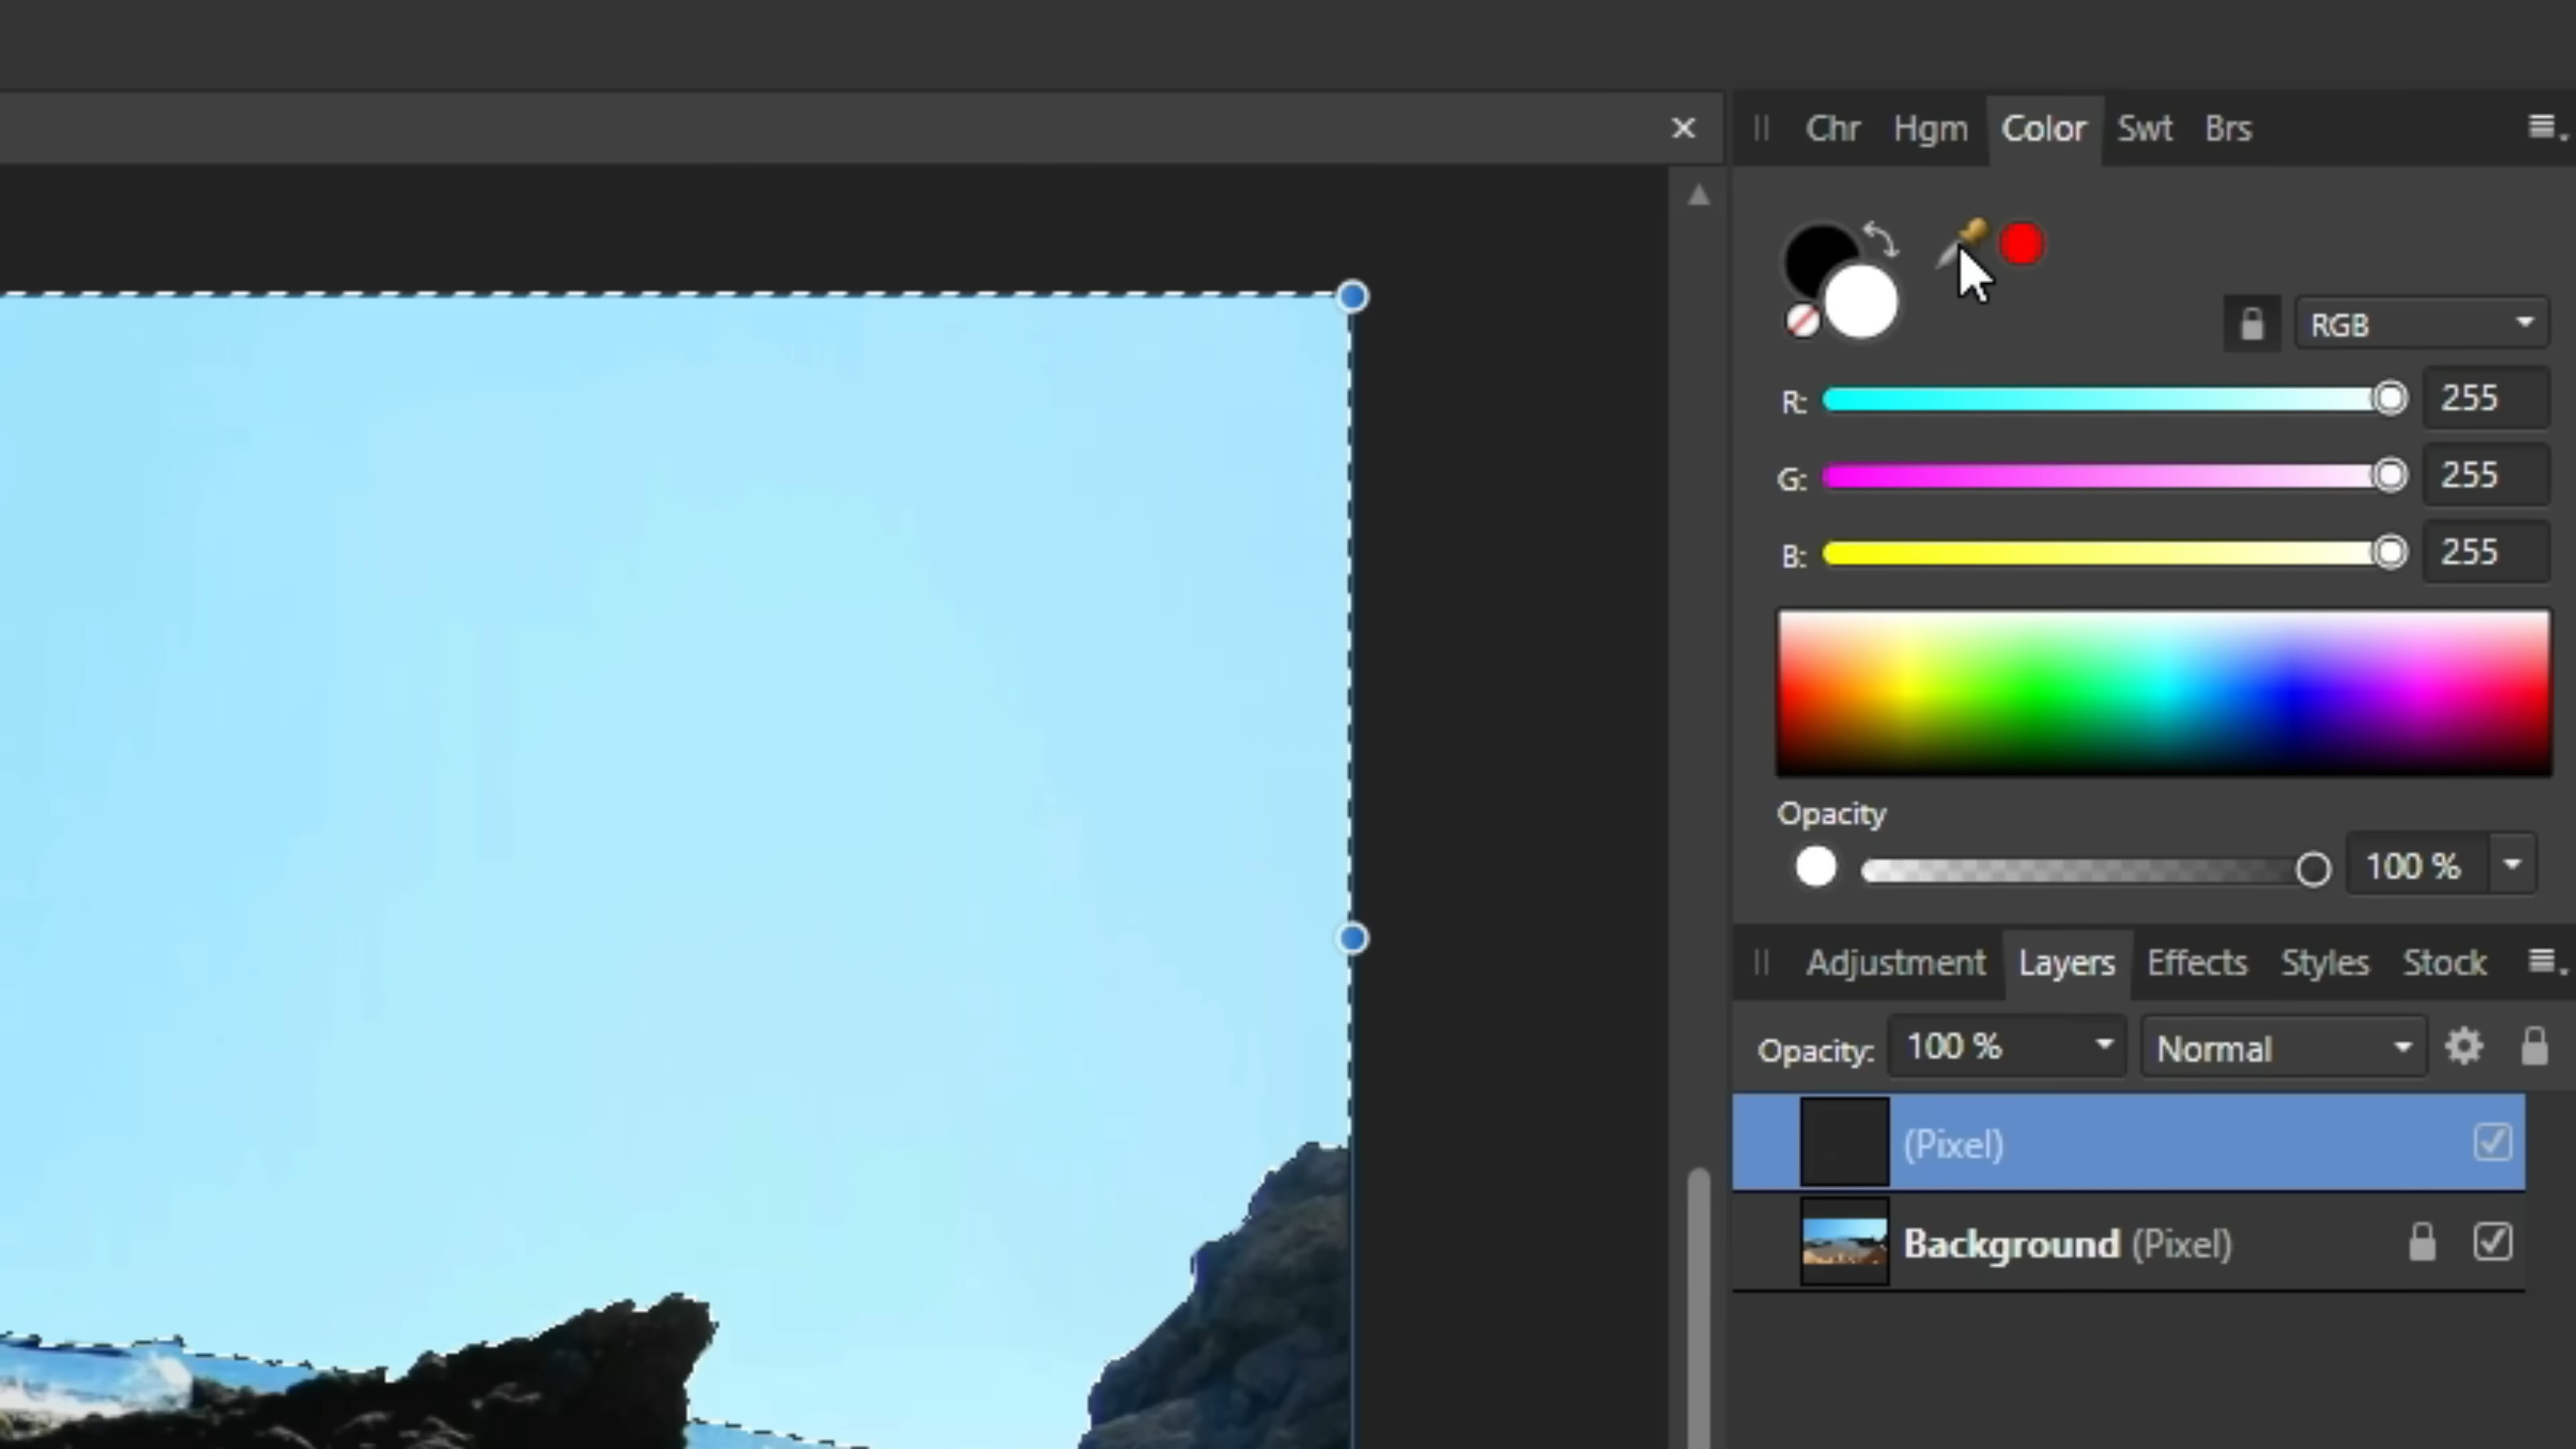 Chr Hgm Color Swt Brs
RGB
R: 255
G: 255
B: 255
Opacity
100 %
Adjustment Layers Effects Styles Stock
Opacity: 100 % Normal
(Pixel)
Background (Pixel)